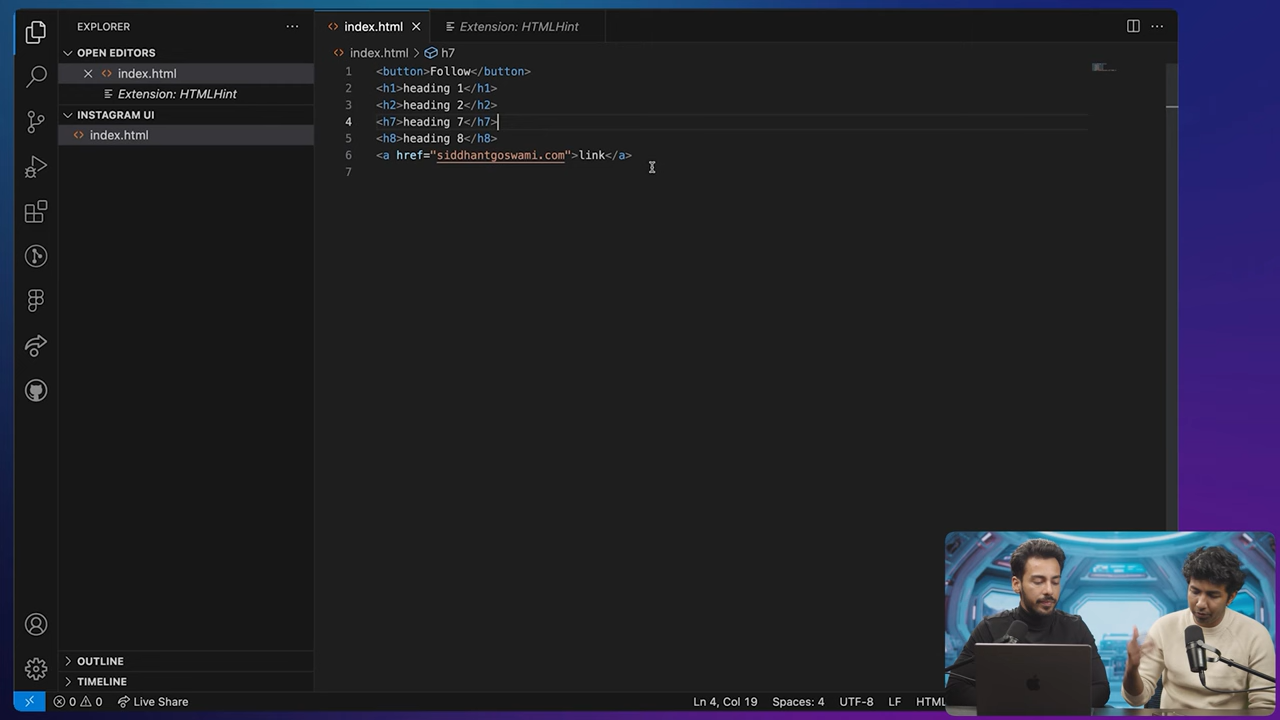 EXPLORER
index.html
Extension: HTMLHint
OPEN EDITORS
index.html
Extension: HTMLHint
INSTAGRAM UI
index.html
index.html > h7
1 <button>Follow</button>
2 <h1>heading 1</h1>
3 <h2>heading 2</h2>
4 <h7>heading 7</h7>
5 <h8>heading 8</h8>
6 <a href="siddhantgoswami.com">link</a>
7
OUTLINE
TIMELINE
0 0 Live Share
Ln 4, Col 19 Spaces: 4 UTF-8 LF HTML